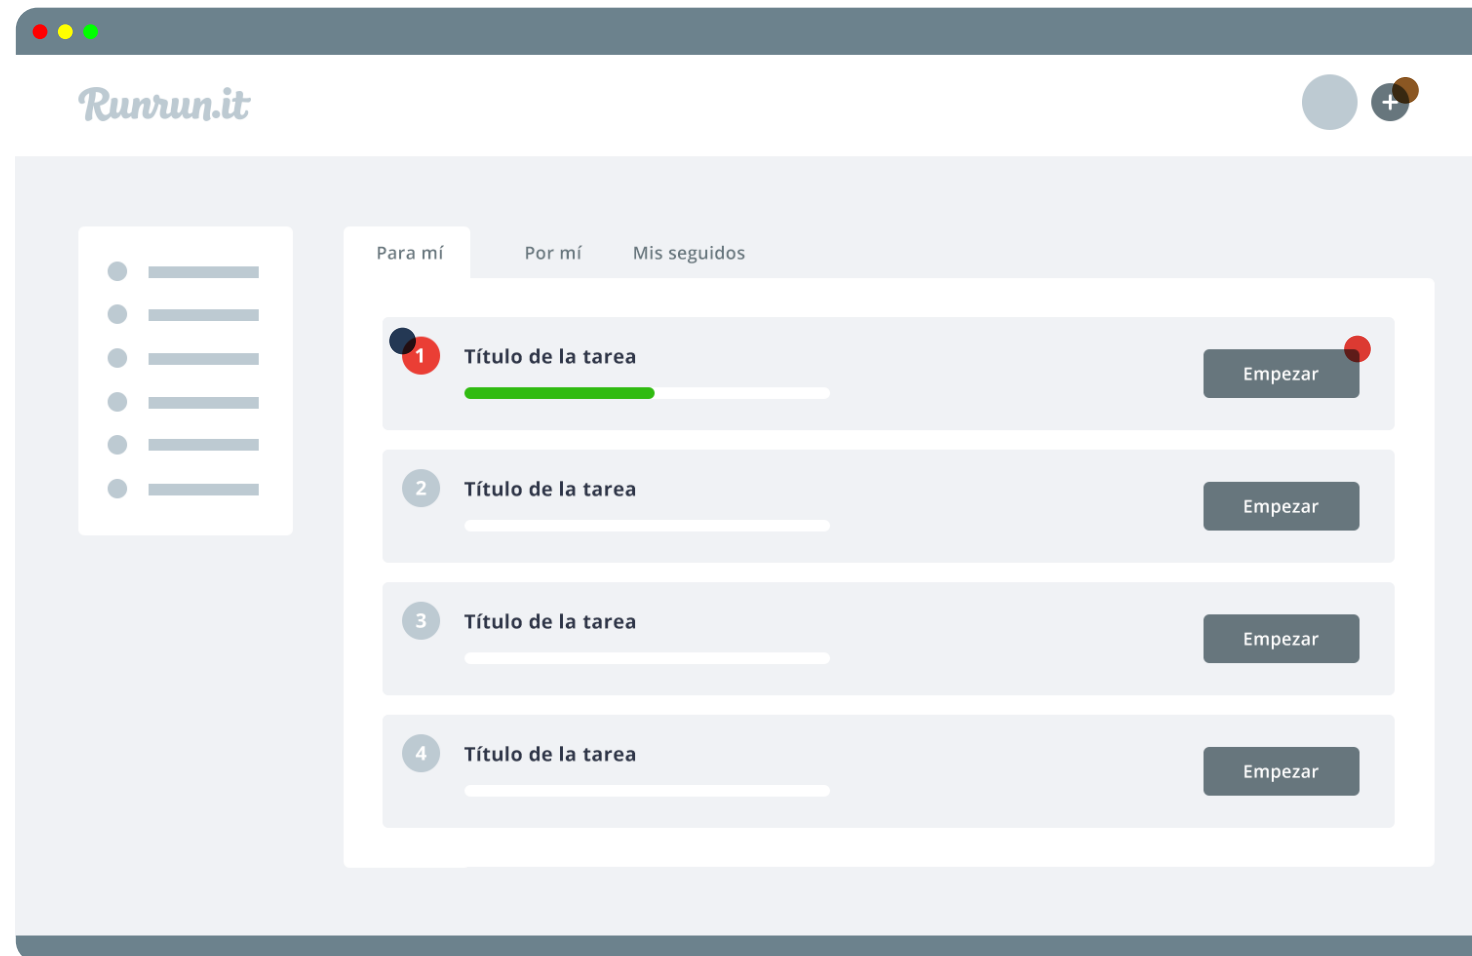 Runrun.it
+
Para mí Por mí Mis seguidos
1 Título de la tarea Empezar
2 Título de la tarea Empezar
3 Título de la tarea Empezar
4 Título de la tarea Empezar